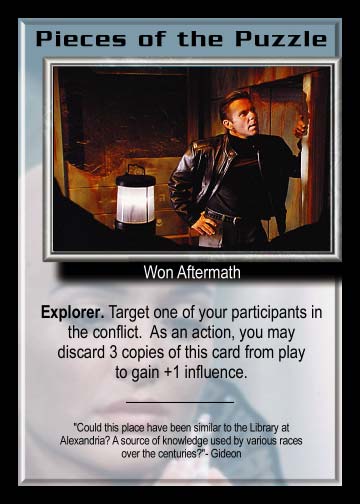 Pieces of the Puzzle
Won Aftermath
Explorer. Target one of your participants in
the conflict. As an action, you may
discard 3 copies of this card from play
to gain +1 influence.
"Could this place have been similar to the Library at
Alexandria? A source of knowledge used by various races
over the centuries?"- Gideon